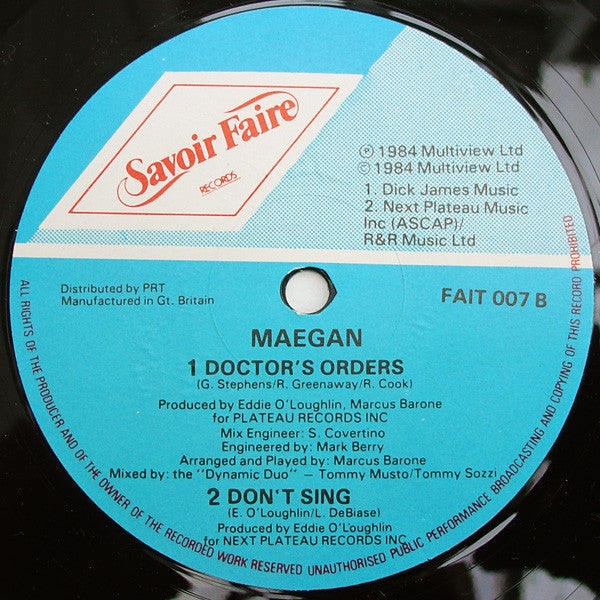 Savoir Faire
RECORDS
℗ 1984 Multiview Ltd
© 1984 Multiview Ltd
1. Dick James Music
2. Next Plateau Music
Inc (ASCAP)/
R&R Music Ltd
Distributed by PRT
Manufactured in Gt. Britain
FAIT 007 B
MAEGAN
1 DOCTOR'S ORDERS
(G. Stephens/R. Greenaway/R. Cook)
Produced by Eddie O'Loughlin, Marcus Barone
for PLATEAU RECORDS INC
Mix Engineer: S. Covertino
Engineered by: Mark Berry
Arranged and Played by: Marcus Barone
Mixed by: the "Dynamic Duo" — Tommy Musto/Tommy Sozzi
2 DON'T SING
(E. O'Loughlin/L. DeBiase)
Produced by Eddie O'Loughlin
for NEXT PLATEAU RECORDS INC
ALL RIGHTS OF THE PRODUCER AND OF THE OWNER OF THE RECORDED WORK RESERVED UNAUTHORISED PUBLIC PERFORMANCE BROADCASTING AND COPYING OF THIS RECORD PROHIBITED